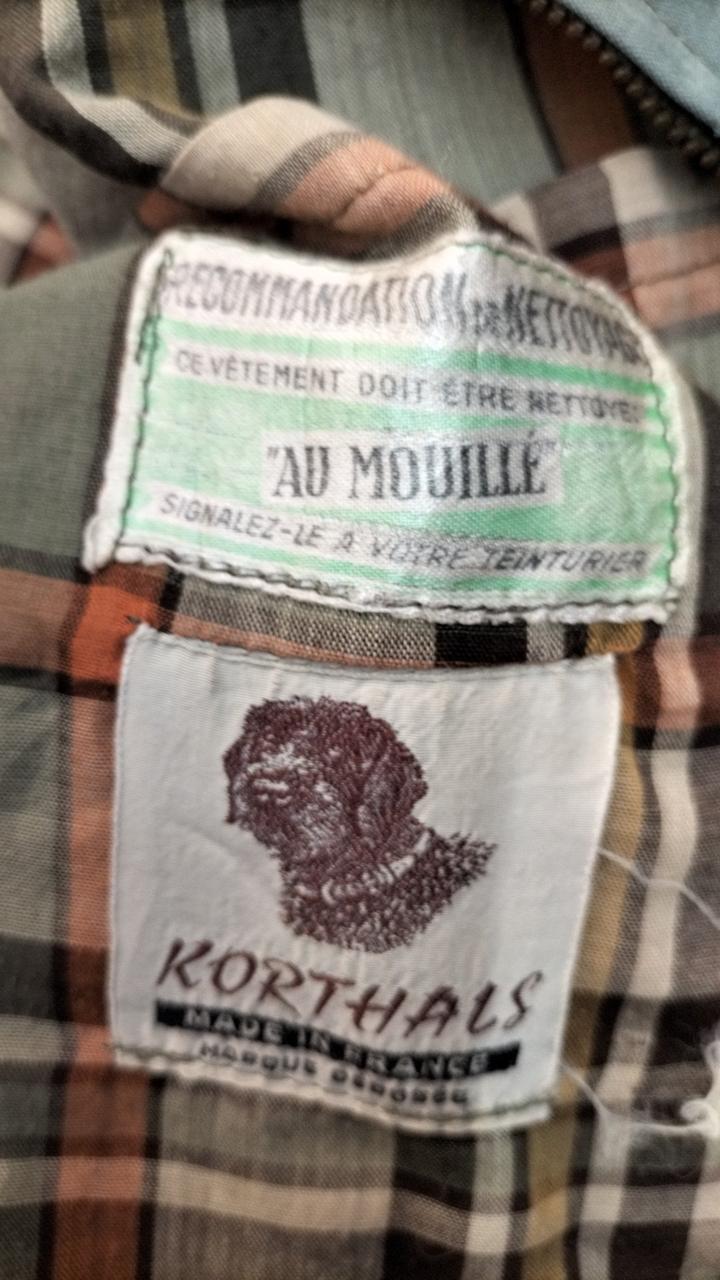 RECOMMANDATION DE NETTOYAGE
CE VÊTEMENT DOIT ÊTRE NETTOYÉ
"AU MOUILLÉ"
SIGNALEZ-LE A VOTRE TEINTURIER
KORTHALS
MADE IN FRANCE
MARQUE DEPOSÉE